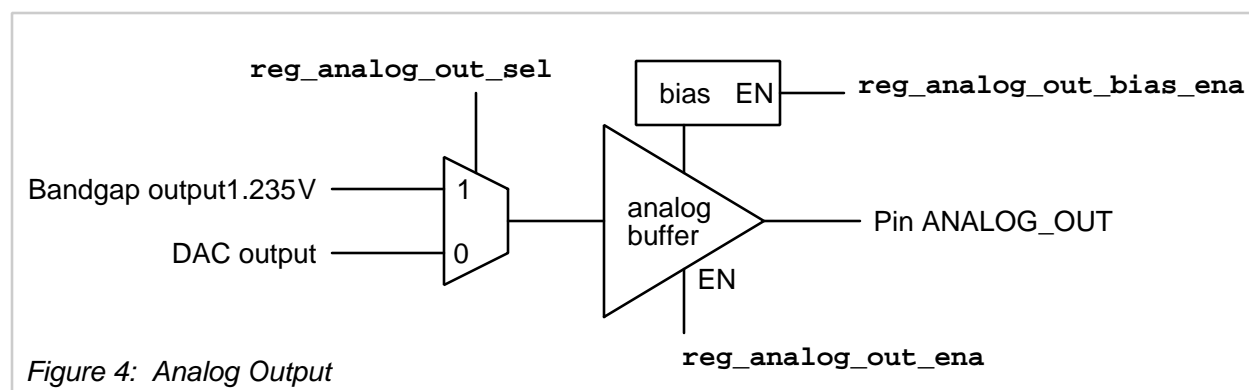 reg_analog_out_sel
bias EN
reg_analog_out_bias_ena
Bandgap output1.235V
1
analog
buffer
Pin ANALOG_OUT
DAC output
0
EN
reg_analog_out_ena
Figure 4: Analog Output